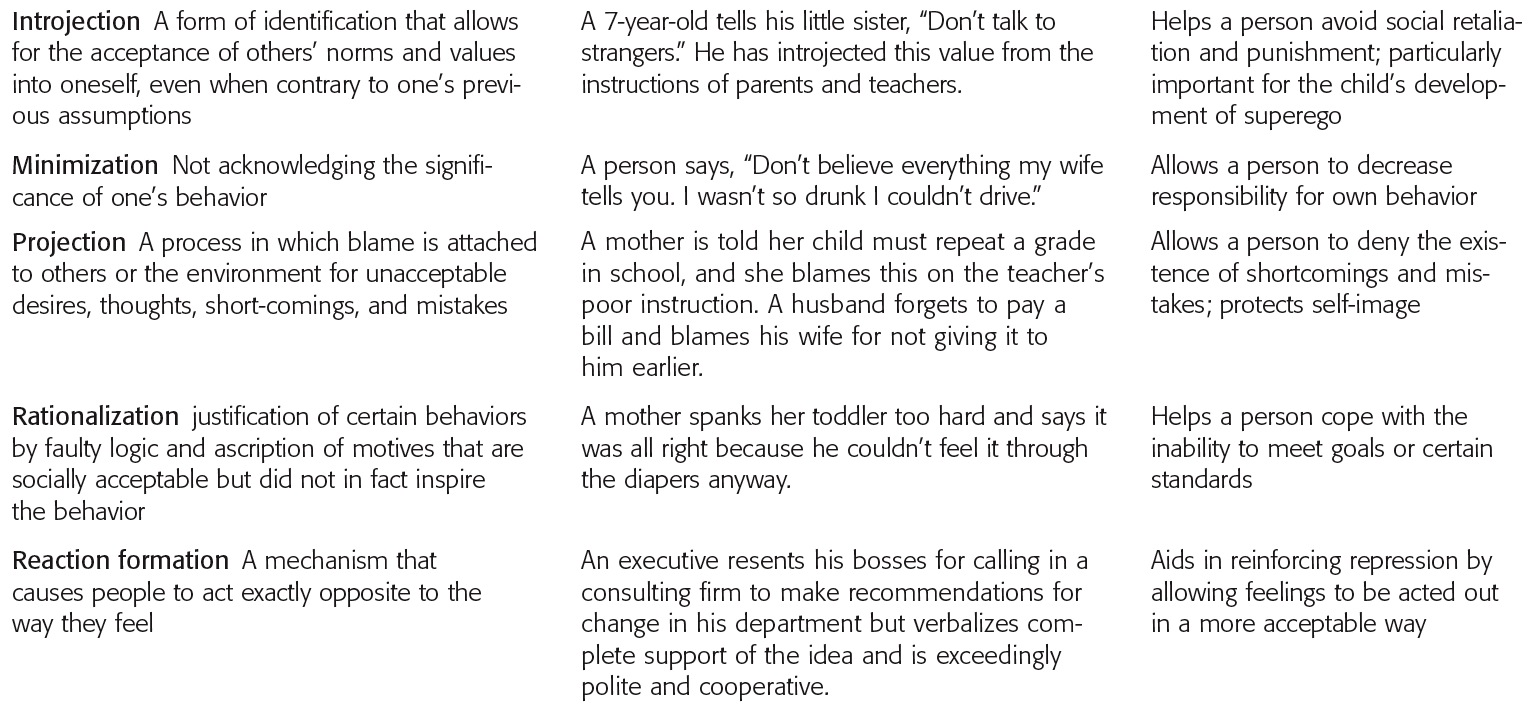 Introjection A form of identification that allows
for the acceptance of others' norms and values
into oneself, even when contrary to one's previ-
ous assumptions
A 7-year-old tells his little sister, “Don't talk to
strangers.” He has introjected this value from the
instructions of parents and teachers.
Helps a person avoid social retalia-
tion and punishment; particularly
important for the child's develop-
ment of superego
Minimization Not acknowledging the signifi-
cance of one's behavior
A person says, “Don't believe everything my wife
tells you. I wasn't so drunk I couldn't drive.”
Allows a person to decrease
responsibility for own behavior
Projection A process in which blame is attached
to others or the environment for unacceptable
desires, thoughts, short-comings, and mistakes
A mother is told her child must repeat a grade
in school, and she blames this on the teacher's
poor instruction. A husband forgets to pay a
bill and blames his wife for not giving it to
him earlier.
Allows a person to deny the exis-
tence of shortcomings and mis-
takes; protects self-image
Rationalization justification of certain behaviors
by faulty logic and ascription of motives that are
socially acceptable but did not in fact inspire
the behavior
A mother spanks her toddler too hard and says it
was all right because he couldn't feel it through
the diapers anyway.
Helps a person cope with the
inability to meet goals or certain
standards
Reaction formation A mechanism that
causes people to act exactly opposite to the
way they feel
An executive resents his bosses for calling in a
consulting firm to make recommendations for
change in his department but verbalizes com-
plete support of the idea and is exceedingly
polite and cooperative.
Aids in reinforcing repression by
allowing feelings to be acted out
in a more acceptable way